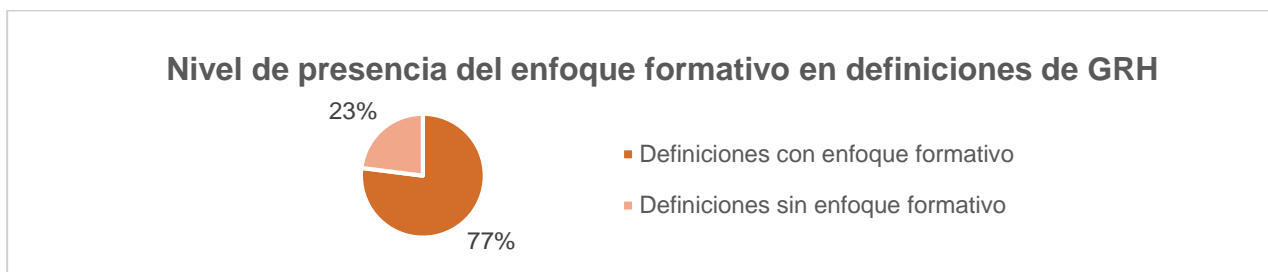 Nivel de presencia del enfoque formativo en definiciones de GRH
23%
Definiciones con enfoque formativo
Definiciones sin enfoque formativo
77%